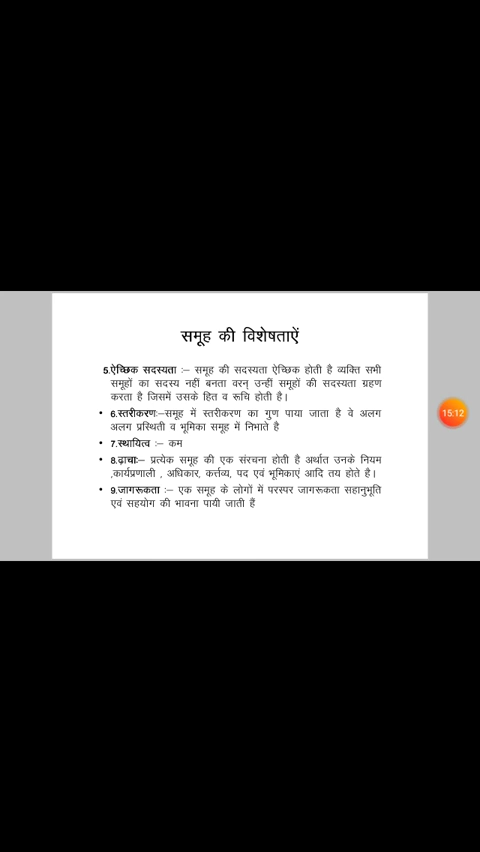 समूह की विशेषताऐं
5.ऐच्छिक सदस्यता :– समूह की सदस्यता ऐच्छिक होती है व्यक्ति सभी
समूहों का सदस्य नहीं बनता वरन् उन्हीं समूहों की सदस्यता ग्रहण
करता है जिसमें उसके हित व रूचि होती है।
• 6.स्तरीकरण:–समूह में स्तरीकरण का गुण पाया जाता है वे अलग
अलग प्रस्थिती व भूमिका समूह में निभाते है
• 7.स्थायित्व :– कम
• 8.ढ़ाचा:– प्रत्येक समूह की एक संरचना होती है अर्थात उनके नियम
,कार्यप्रणाली , अधिकार, कर्त्तव्य, पद एवं भूमिकाएं आदि तय होते है।
• 9.जागरूकता :– एक समूह के लोगों में परस्पर जागरूकता सहानुभूति
एवं सहयोग की भावना पायी जाती हैं
15:12